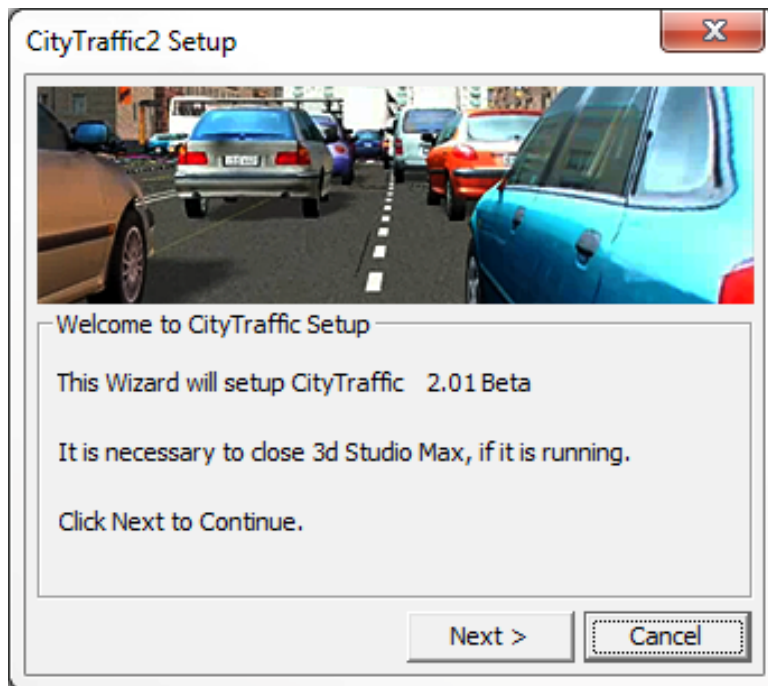 CityTraffic2 Setup
Welcome to CityTraffic Setup
This Wizard will setup CityTraffic 2.01 Beta
It is necessary to close 3d Studio Max, if it is running.
Click Next to Continue.
Next >
Cancel